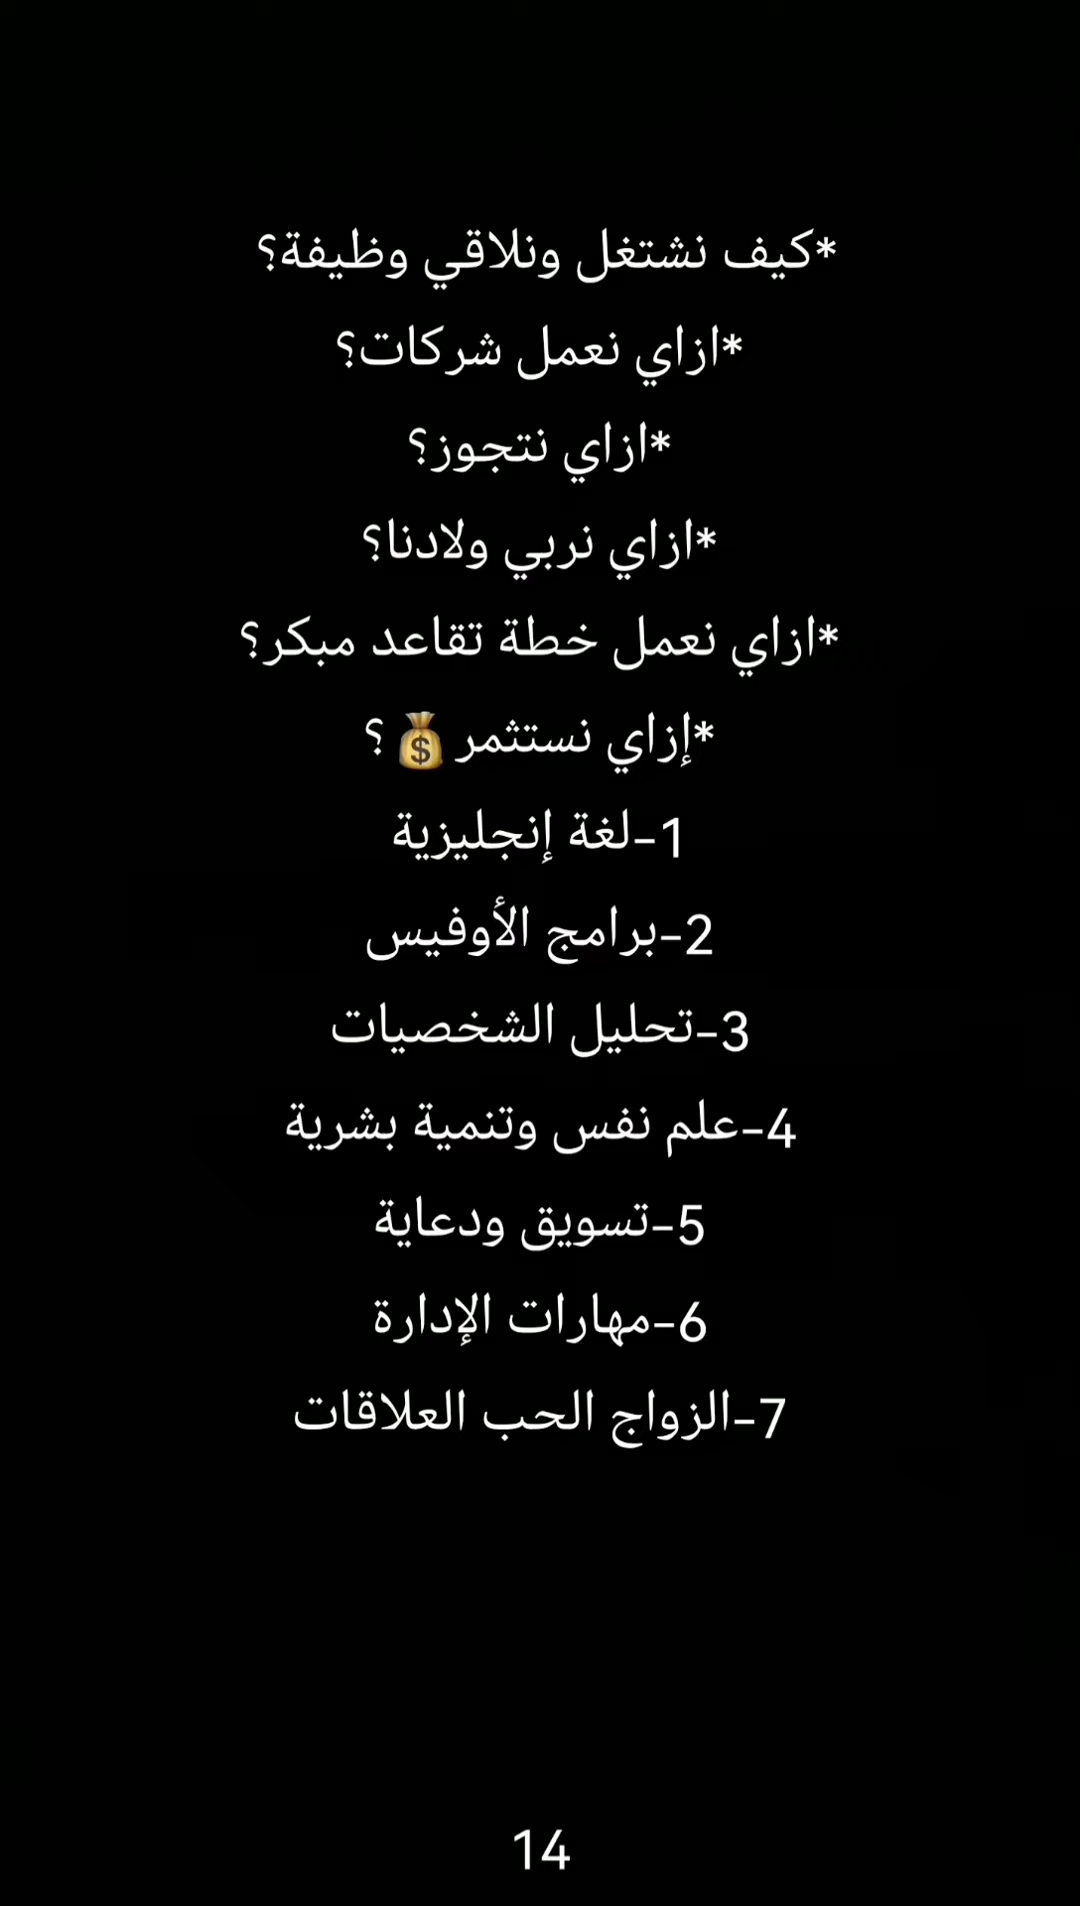 *كيف نشتغل ونلاقي وظيفة؟
*ازاي نعمل شركات؟
*ازاي نتجوز؟
*ازاي نربي ولادنا؟
*ازاي نعمل خطة تقاعد مبكر؟
*إزاي نستثمر💰؟
1-لغة إنجليزية
2-برامج الأوفيس
3-تحليل الشخصيات
4-علم نفس وتنمية بشرية
5-تسويق ودعاية
6-مهارات الإدارة
7-الزواج الحب العلاقات
14